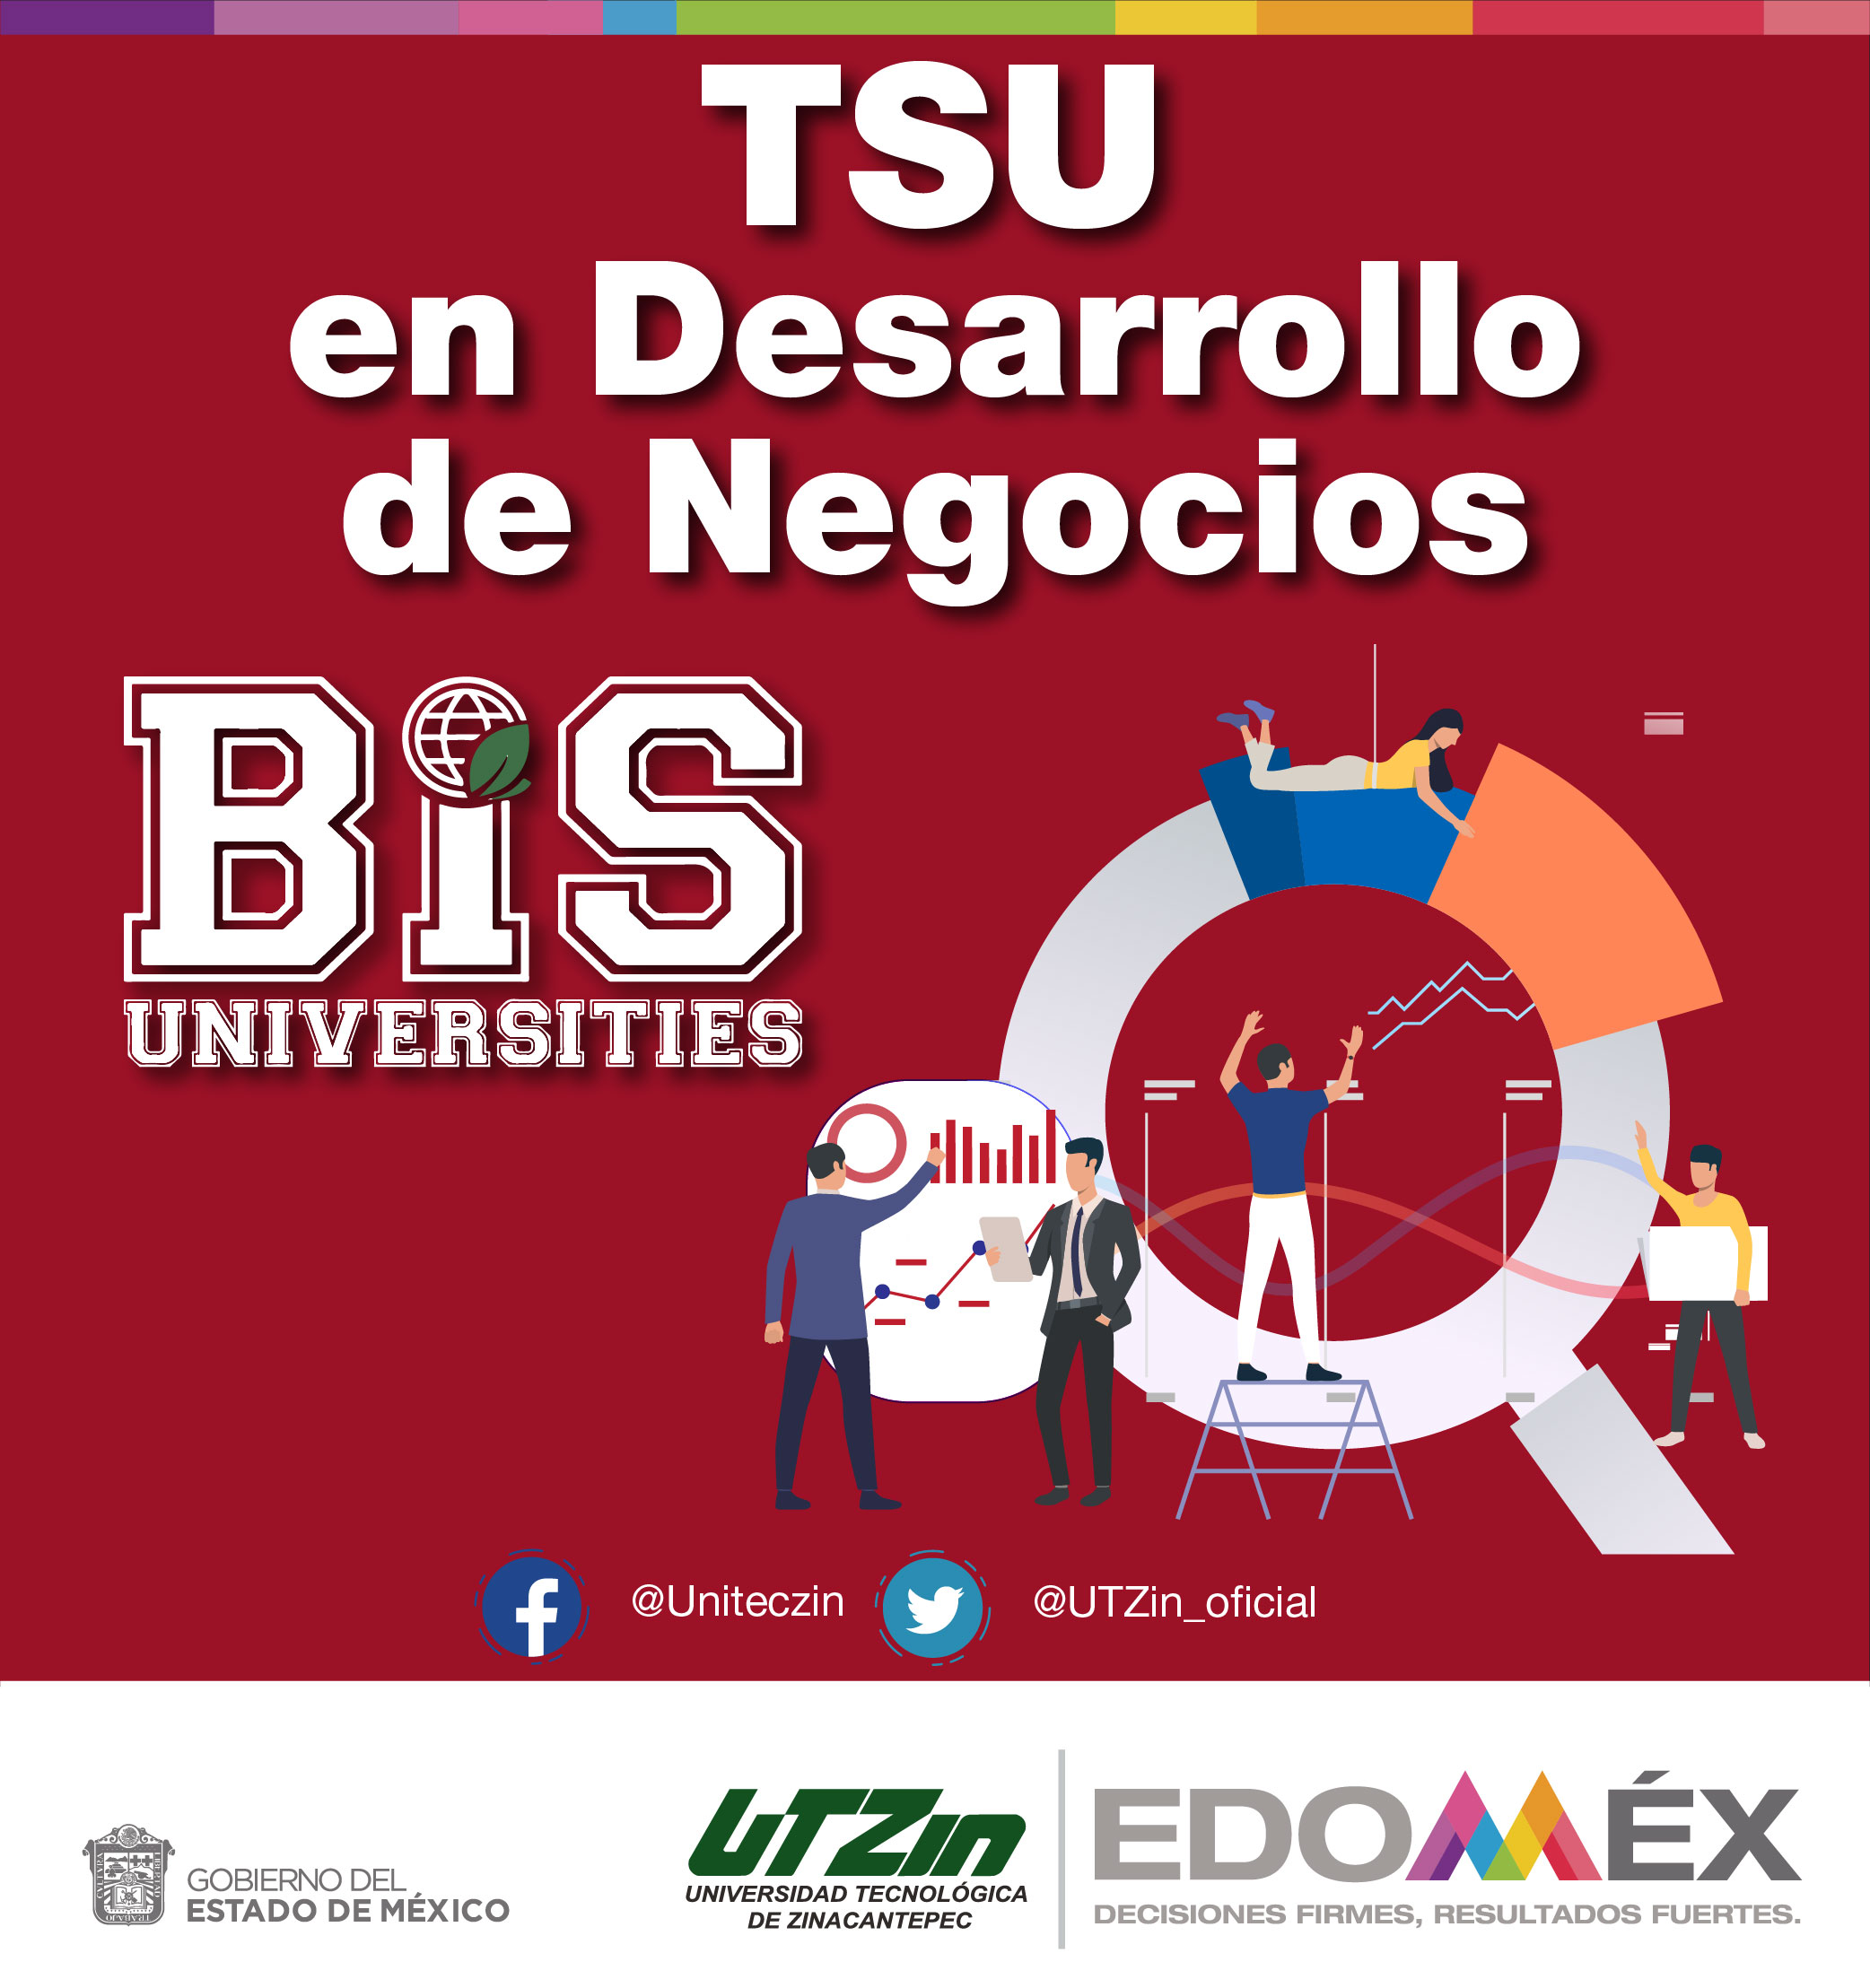 TSU
en Desarrollo
de Negocios
BiS
UNIVERSITIES
@Uniteczin
@UTZin_oficial
GOBIERNO DEL
ESTADO DE MÉXICO
UTZin
UNIVERSIDAD TECNOLÓGICA
DE ZINACANTEPEC
EDOMÉX
DECISIONES FIRMES, RESULTADOS FUERTES.